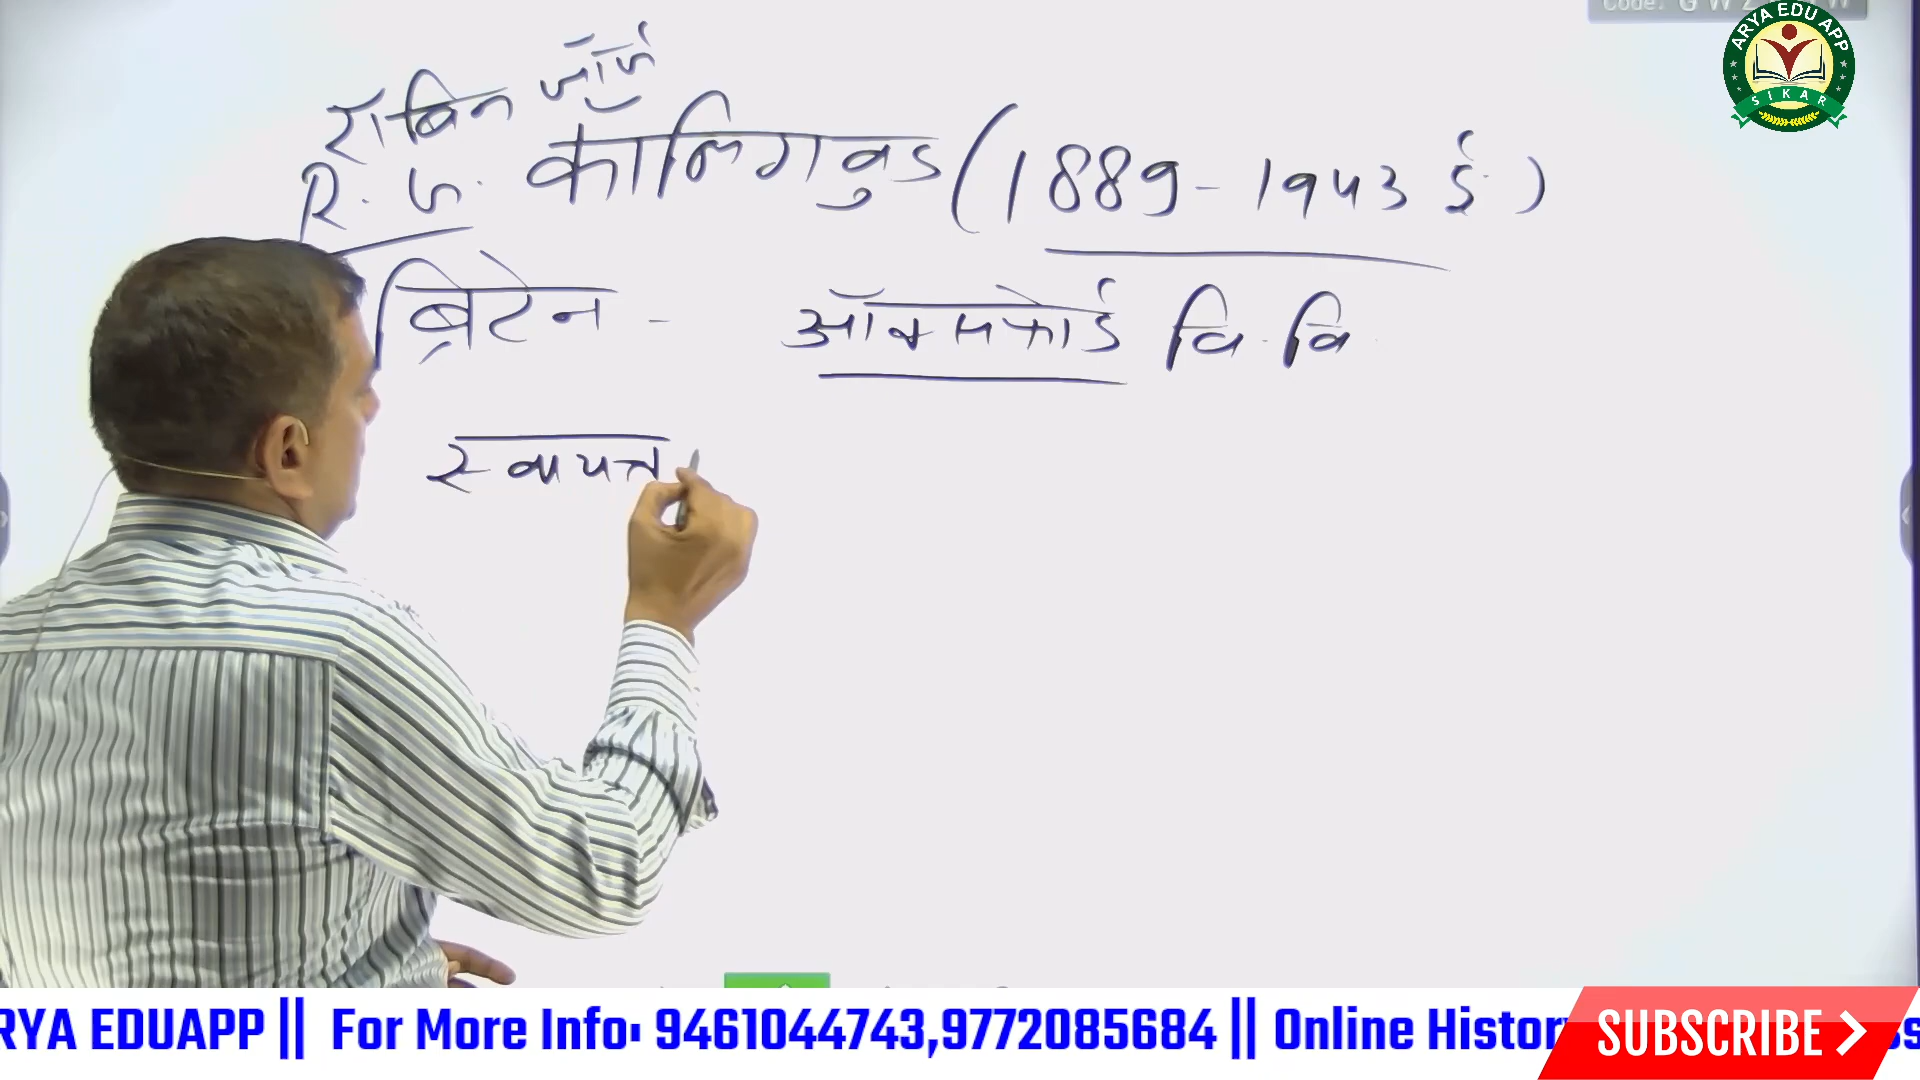 Code: G W Z
ARYA EDU APP
SIKAR
रॉबिन जॉर्ज
R. G. कॉलिंगवुड (1889-1943 ई.)
ब्रिटेन - ऑक्सफोर्ड वि. वि
स्वायत्त
RYA EDUAPP || For More Info: 9461044743,9772085684 || Online Histor
SUBSCRIBE